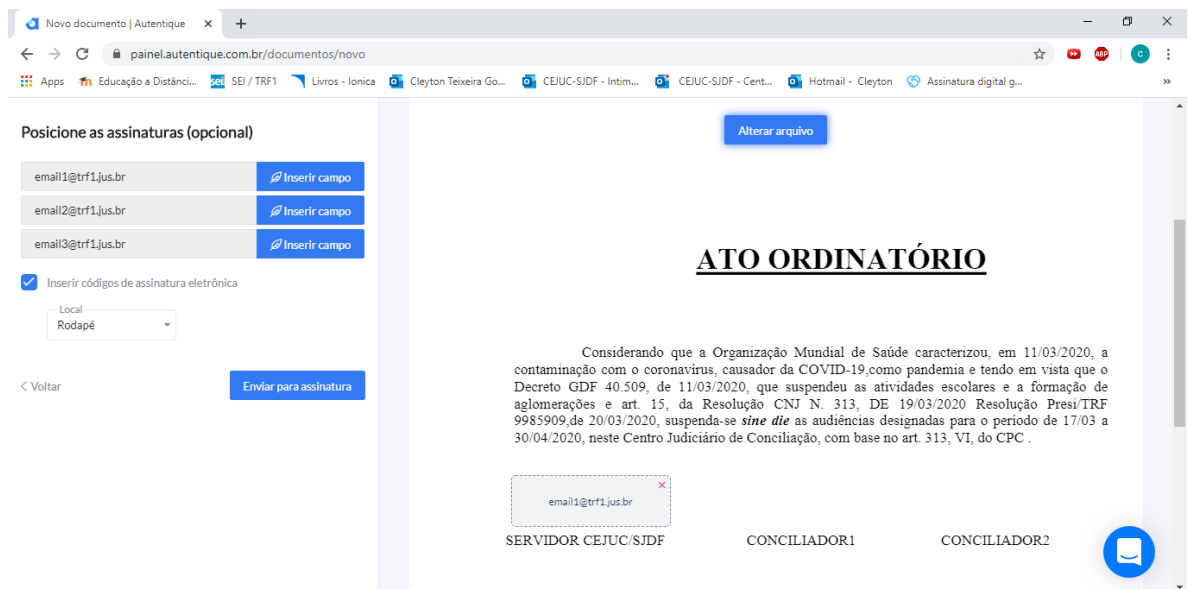 Novo documento | Autentique
painel.autentique.com.br/documentos/novo
ABP
C
Apps
Educação a Distânci...
sei!
SEI / TRF1
Livros - Ionica
Cleyton Teixeira Go...
CEJUC-SJDF - Intim...
CEJUC-SJDF - Cent...
Hotmail - Cleyton
Assinatura digital g...
»
Posicione as assinaturas (opcional)
email1@trf1.jus.br
Inserir campo
email2@trf1.jus.br
Inserir campo
email3@trf1.jus.br
Inserir campo
Inserir códigos de assinatura eletrônica
Local
Rodapé
< Voltar
Enviar para assinatura
Alterar arquivo
ATO ORDINATÓRIO
Considerando que a Organização Mundial de Saúde caracterizou, em 11/03/2020, a
contaminação com o coronavírus, causador da COVID-19,como pandemia e tendo em vista que o
Decreto GDF 40.509, de 11/03/2020, que suspendeu as atividades escolares e a formação de
aglomerações e art. 15, da Resolução CNJ N. 313, DE 19/03/2020 Resolução Presi/TRF
9985909,de 20/03/2020, suspenda-se sine die as audiências designadas para o período de 17/03 a
30/04/2020, neste Centro Judiciário de Conciliação, com base no art. 313, VI, do CPC .
email1@trf1.jus.br
SERVIDOR CEJUC/SJDF CONCILIADOR1 CONCILIADOR2